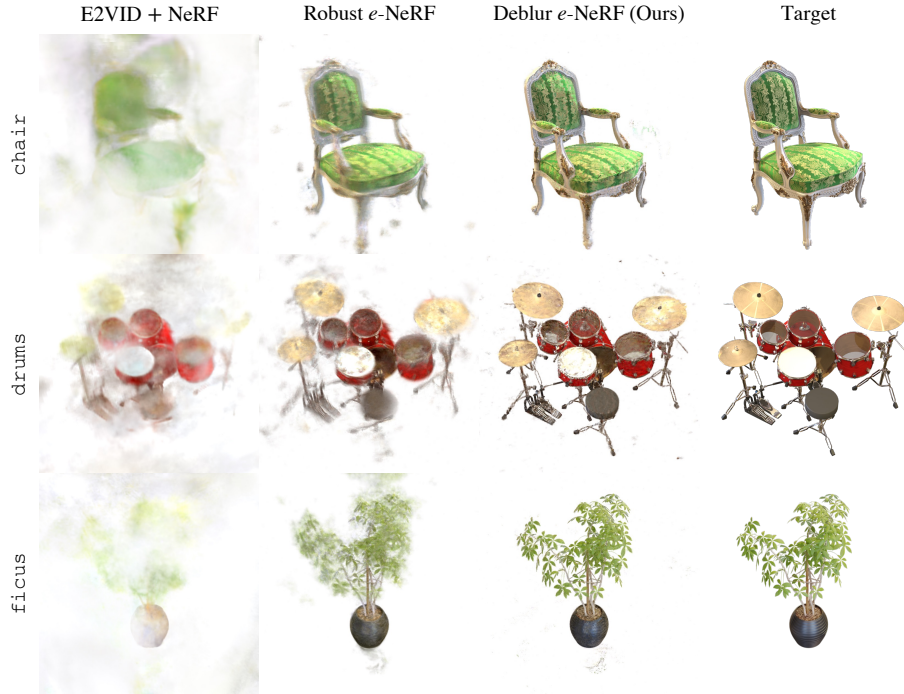 E2VID + NeRF Robust e-NeRF Deblur e-NeRF (Ours) Target
chair
drums
ficus